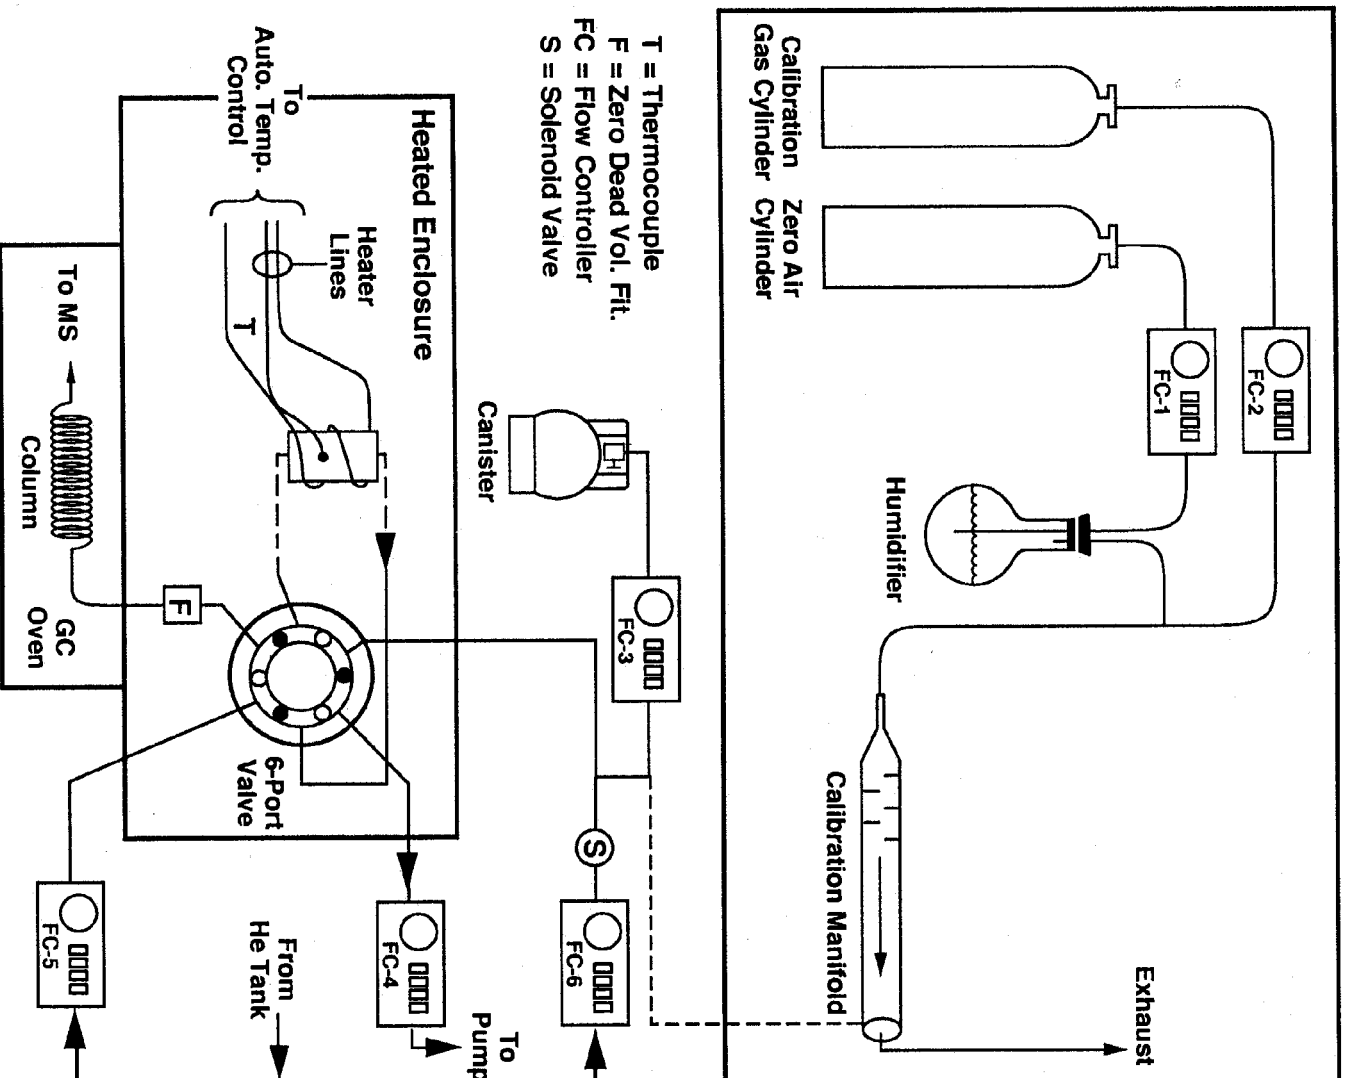 Calibration
Gas Cylinder
Zero Air
Cylinder
FC-2
FC-1
Humidifier
Calibration Manifold
Exhaust
T = Thermocouple
F = Zero Dead Vol. Fit.
FC = Flow Controller
S = Solenoid Valve
Canister
FC-3
S
FC-6
Heated Enclosure
To
Auto. Temp.
Control
Heater
Lines
T
6-Port
Valve
F
FC-4
To
Pump
From
He Tank
FC-5
To MS
Column
GC
Oven